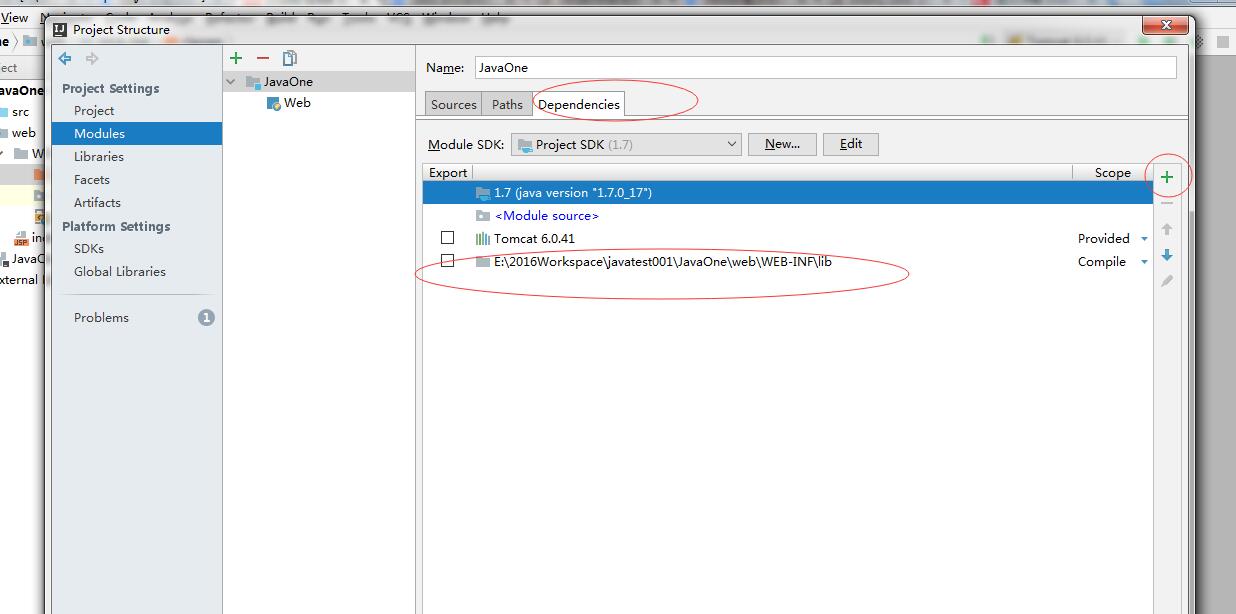 View
Project Structure
ect
JavaOne
src
web
W
JSP
in
JavaO
xternal
Project Settings
Project
Modules
Libraries
Facets
Artifacts
Platform Settings
SDKs
Global Libraries
Problems 1
JavaOne
Web
Name: JavaOne
Sources Paths Dependencies
Module SDK: Project SDK (1.7) New... Edit
Export Scope
1.7 (java version "1.7.0_17")
<Module source>
Tomcat 6.0.41 Provided
E:\2016Workspace\javatest001\JavaOne\web\WEB-INF\lib Compile